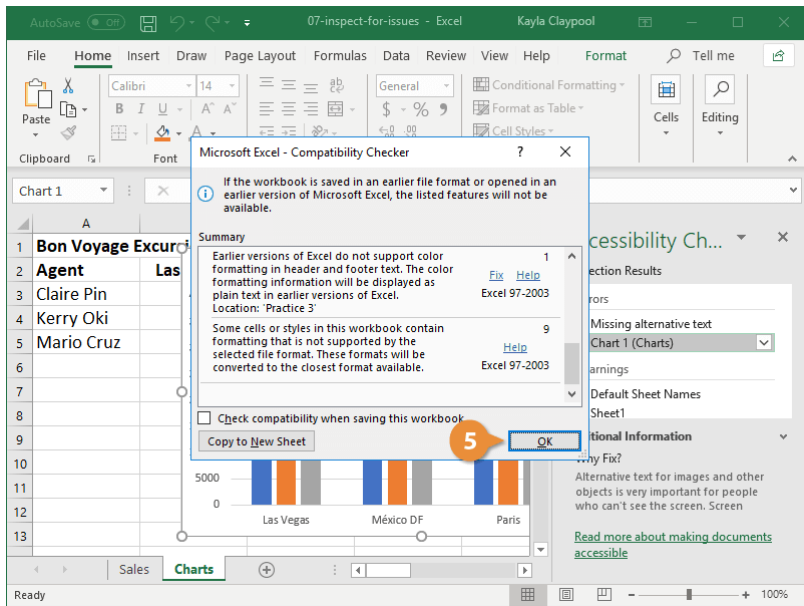 AutoSave Off 07-inspect-for-issues - Excel Kayla Claypool
File Home Insert Draw Page Layout Formulas Data Review View Help Format Tell me
Paste
Clipboard
Calibri 14
B I U A A
A
Font
ab
General
$ - % 9
Conditional Formatting
Format as Table
Cell Styles
Cells
Editing
Chart 1
Microsoft Excel - Compatibility Checker ? ×
If the workbook is saved in an earlier file format or opened in an
earlier version of Microsoft Excel, the listed features will not be
available.
Summary
Earlier versions of Excel do not support color
formatting in header and footer text. The color
formatting information will be displayed as
plain text in earlier versions of Excel.
Location: 'Practice 3'
1
Fix Help
Excel 97-2003
Some cells or styles in this workbook contain
formatting that is not supported by the
selected file format. These formats will be
converted to the closest format available.
9
Help
Excel 97-2003
Check compatibility when saving this workbook
Copy to New Sheet
5
OK
A
1 Bon Voyage Excursi
2 Agent Las
3 Claire Pin
4 Kerry Oki
5 Mario Cruz
6
7
8
9
10
11
12
13
5000
0
Las Vegas México DF Paris
cessibility Ch...
ection Results
rors
Missing alternative text
Chart 1 (Charts)
arnings
Default Sheet Names
Sheet1
itional Information
Why Fix?
Alternative text for images and other
objects is very important for people
who can't see the screen. Screen
Read more about making documents
accessible
Sales Charts
Ready
- + 100%